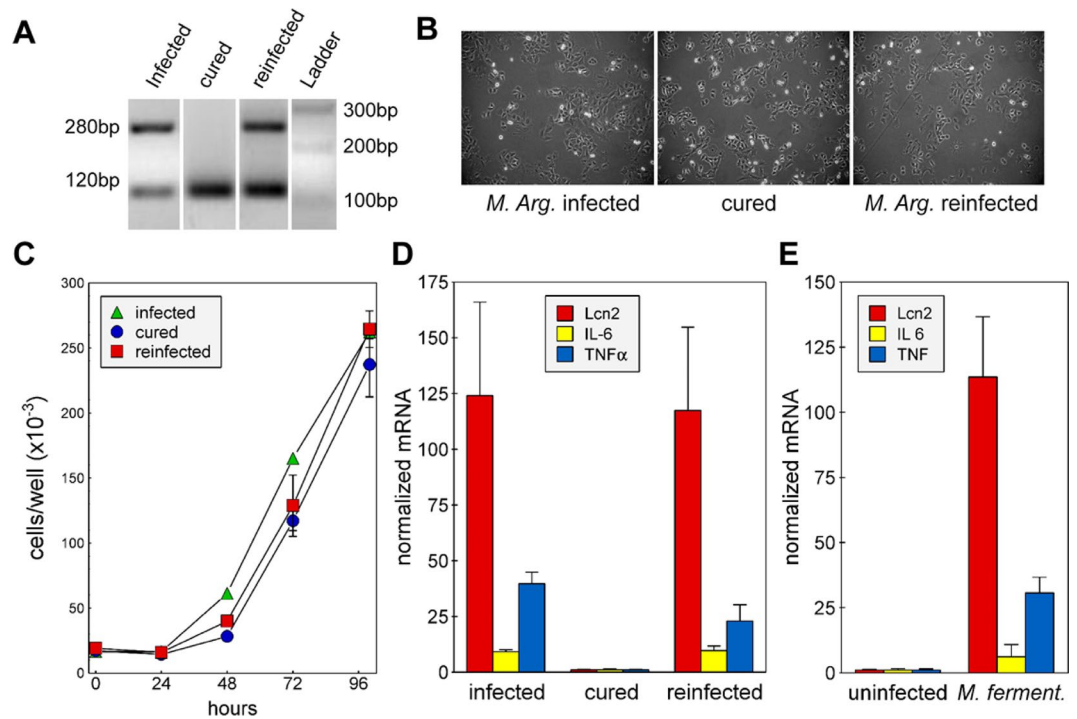 A
Infected
cured
reinfected
Ladder
280bp
120bp
300bp
200bp
100bp
B
M. Arg. infected
cured
M. Arg. reinfected
C
cells/well (x10-3)
300
250
200
150
100
50
0
infected
cured
reinfected
0 24 48 72 96
hours
D
normalized mRNA
175
150
125
100
75
50
25
0
Lcn2
IL-6
TNFα
infected cured reinfected
E
normalized mRNA
150
125
100
75
50
25
0
Lcn2
IL 6
TNF
uninfected M. ferment.